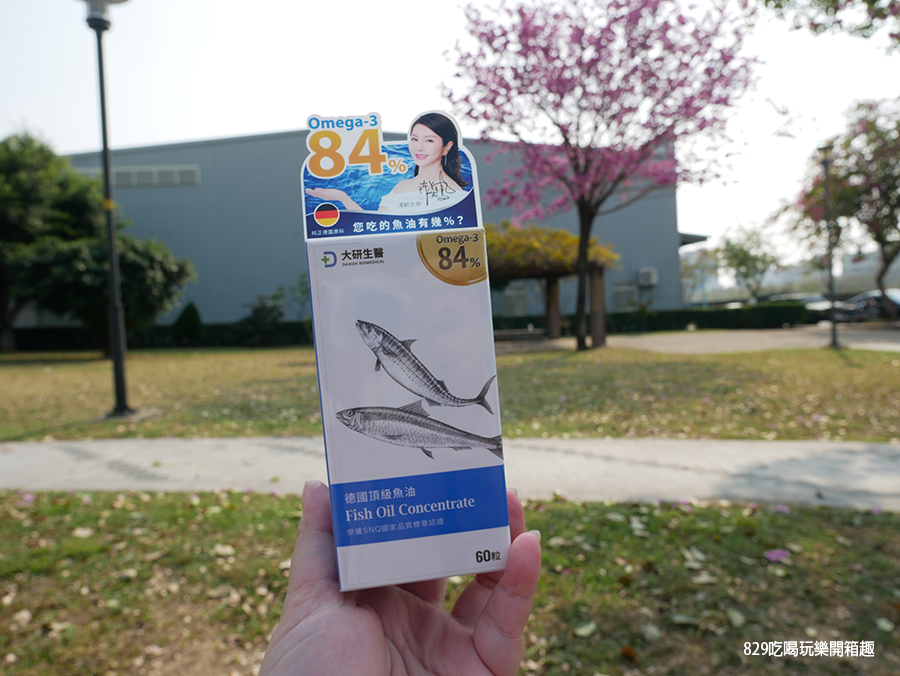 Omega-3
84%
純正德國原料
您吃的魚油有幾%?
大研生醫
DAIKEN BIOMEDICAL
Omega-3
84%
德國頂級魚油
Fish Oil Concentrate
榮獲SNQ國家品質標章認證
60粒
829吃喝玩樂開箱趣